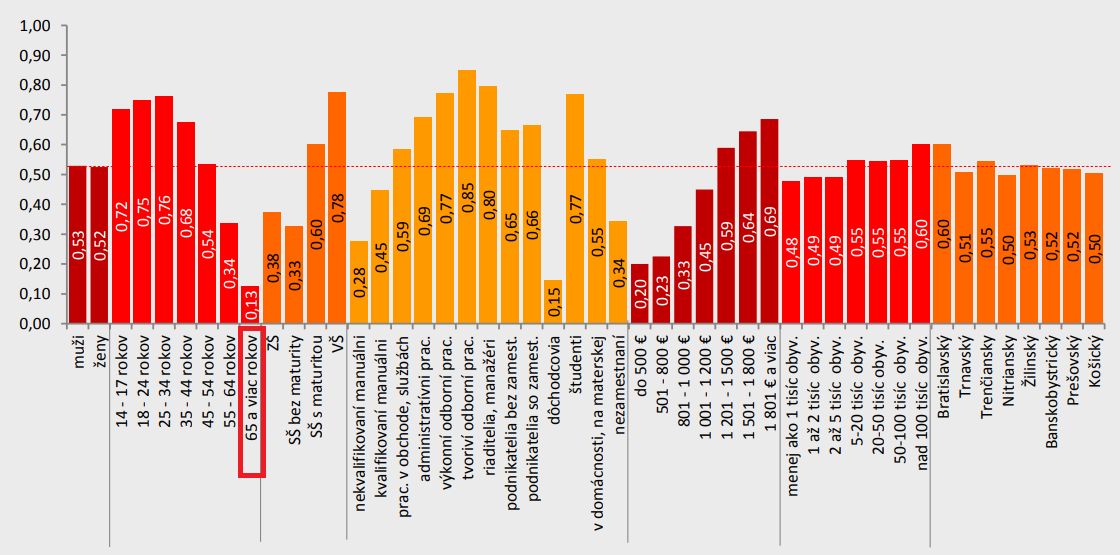 1,00
0,90
0,80
0,70
0,60
0,50
0,40
0,30
0,20
0,10
0,00
0,53
0,52
0,72
0,75
0,76
0,68
0,54
0,34
0,13
0,38
0,33
0,60
0,78
0,28
0,45
0,59
0,69
0,77
0,85
0,80
0,65
0,66
0,15
0,77
0,55
0,34
0,20
0,23
0,33
0,45
0,59
0,64
0,69
0,48
0,49
0,49
0,55
0,55
0,55
0,60
0,60
0,51
0,55
0,50
0,53
0,52
0,52
0,50
muži
ženy
14 - 17 rokov
18 - 24 rokov
25 - 34 rokov
35 - 44 rokov
45 - 54 rokov
55 - 64 rokov
65 a viac rokov
ZŠ
SŠ bez maturity
SŠ s maturitou
VŠ
nekvalifikovaní manuálni
kvalifikovaní manuálni
prac. v obchode, službách
administratívni prac.
výkonní odborní prac.
tvoriví odborní prac.
riaditelia, manažéri
podnikatelia bez zamest.
podnikatelia so zamest.
dôchodcovia
študenti
v domácnosti, na materskej
nezamestnaní
do 500 €
501 - 800 €
801 - 1 000 €
1 001 - 1 200 €
1 201 - 1 500 €
1 501 - 1 800 €
1 801 € a viac
menej ako 1 tisíc obyv.
1 až 2 tisíc obyv.
2 až 5 tisíc obyv.
5-20 tisíc obyv.
20-50 tisíc obyv.
50-100 tisíc obyv.
nad 100 tisíc obyv.
Bratislavský
Trnavský
Trenčiansky
Nitriansky
Žilinský
Banskobystrický
Prešovský
Košický